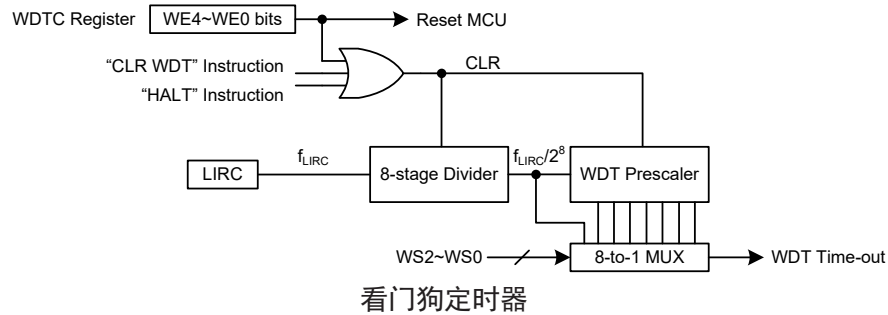 WDTC Register
WE4~WE0 bits
Reset MCU
“CLR WDT” Instruction
CLR
“HALT” Instruction
LIRC
fLIRC
8-stage Divider
fLIRC/2⁸
WDT Prescaler
WS2~WS0
8-to-1 MUX
WDT Time-out
看门狗定时器